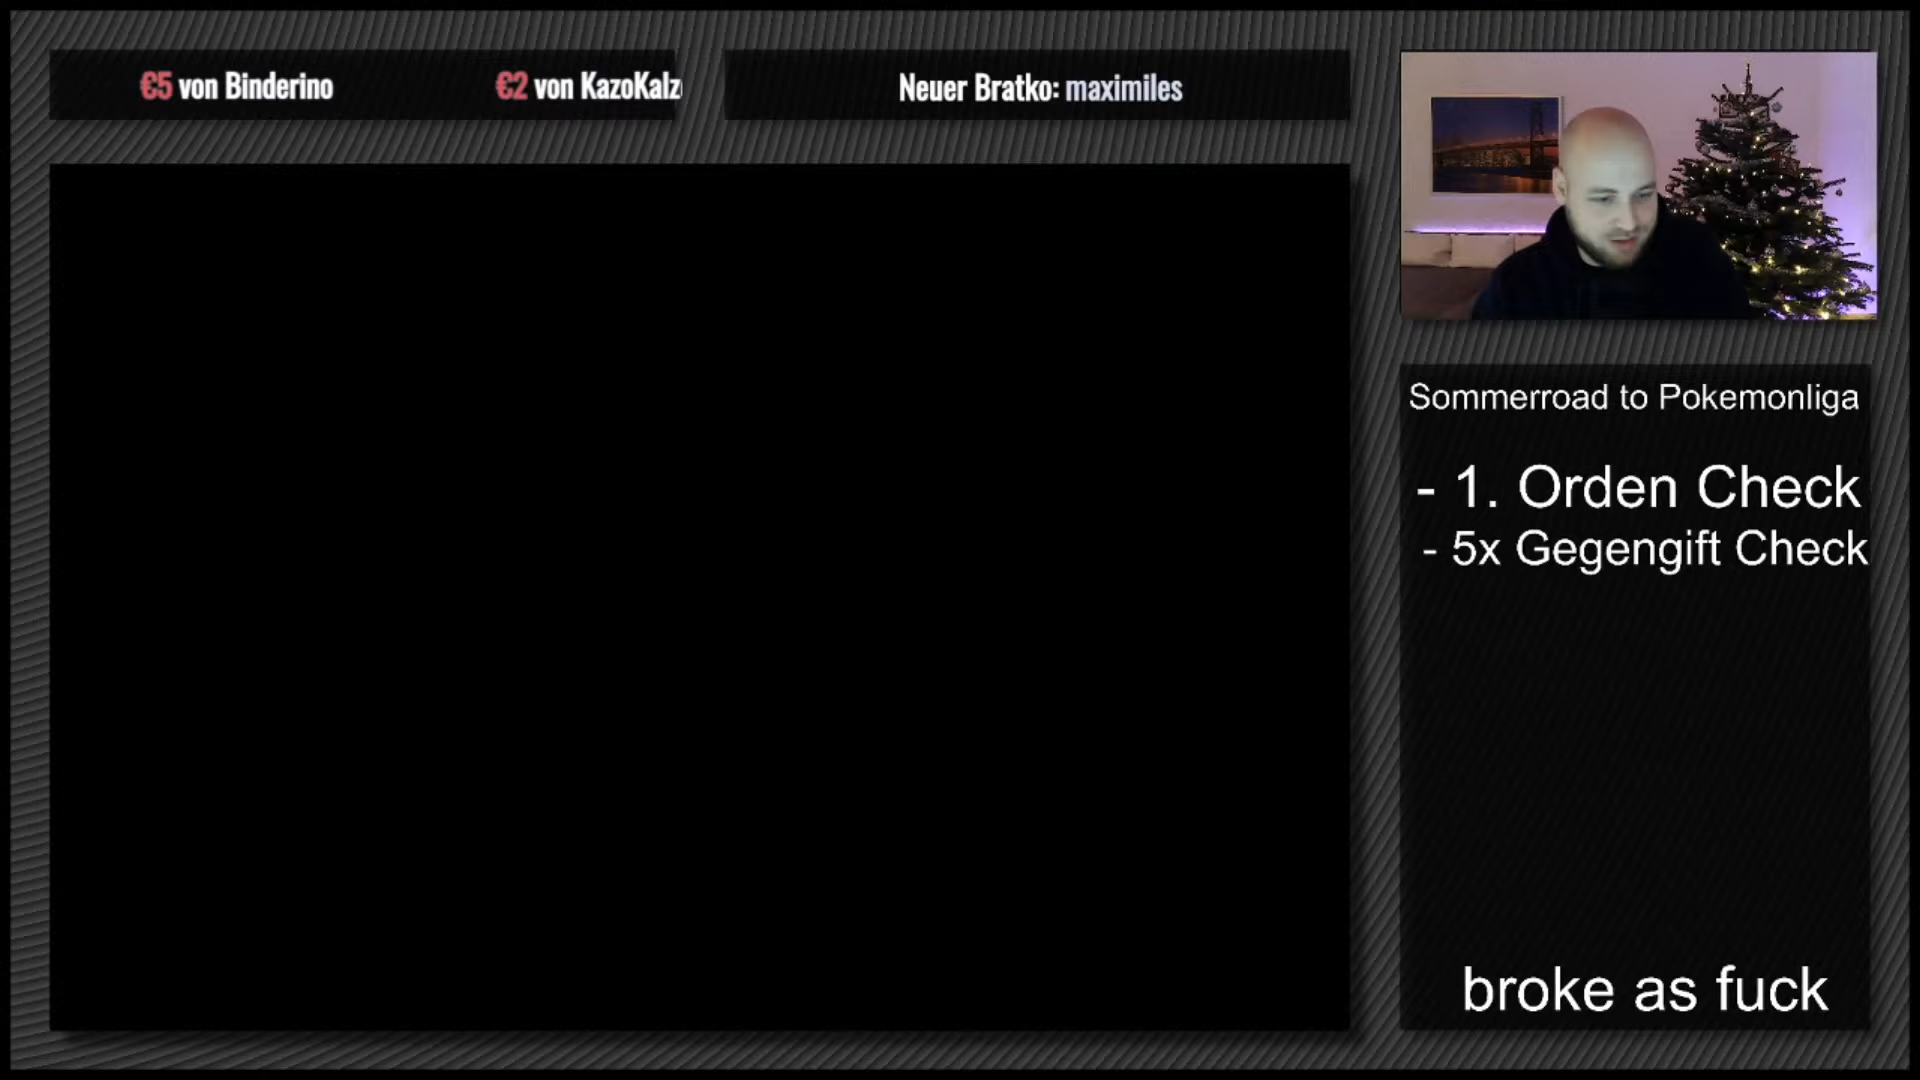 €5 von Binderino €2 von KazoKalz
Neuer Bratko: maximiles
Sommerroad to Pokemonliga
- 1. Orden Check
- 5x Gegengift Check
broke as fuck